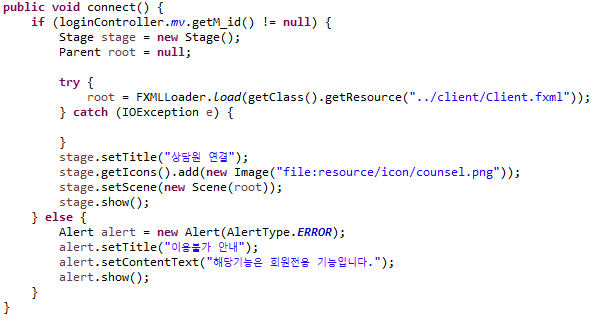 public void connect() {
    if (loginController.mv.getM_id() != null) {
        Stage stage = new Stage();
        Parent root = null;

        try {
            root = FXMLLoader.load(getClass().getResource("../client/Client.fxml"));
        } catch (IOException e) {

        }
        stage.setTitle("상담원 연결");
        stage.getIcons().add(new Image("file:resource/icon/counsel.png"));
        stage.setScene(new Scene(root));
        stage.show();
    } else {
        Alert alert = new Alert(AlertType.ERROR);
        alert.setTitle("이용불가 안내");
        alert.setContentText("해당기능은 회원전용 기능입니다.");
        alert.show();
    }
}